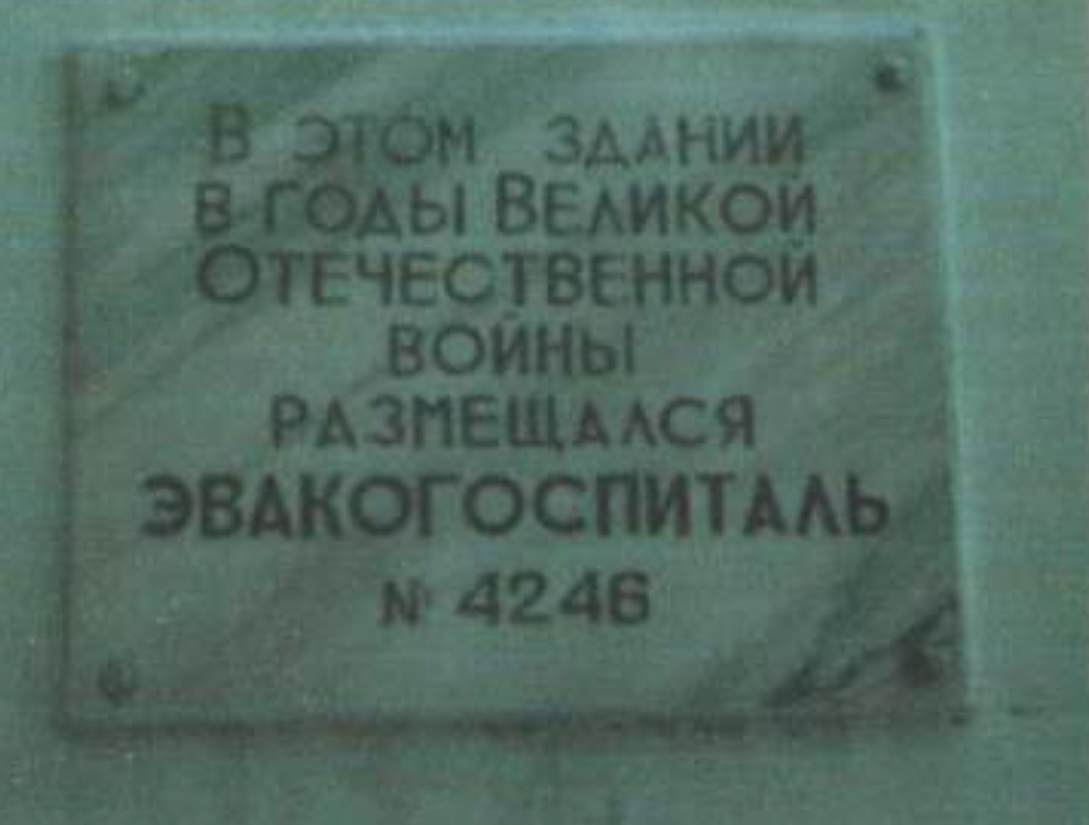 В ЭТОМ ЗДАНИИ
В ГОДЫ ВЕЛИКОЙ
ОТЕЧЕСТВЕННОЙ
ВОЙНЫ
РАЗМЕЩАЛСЯ
ЭВАКОГОСПИТАЛЬ
№ 4246